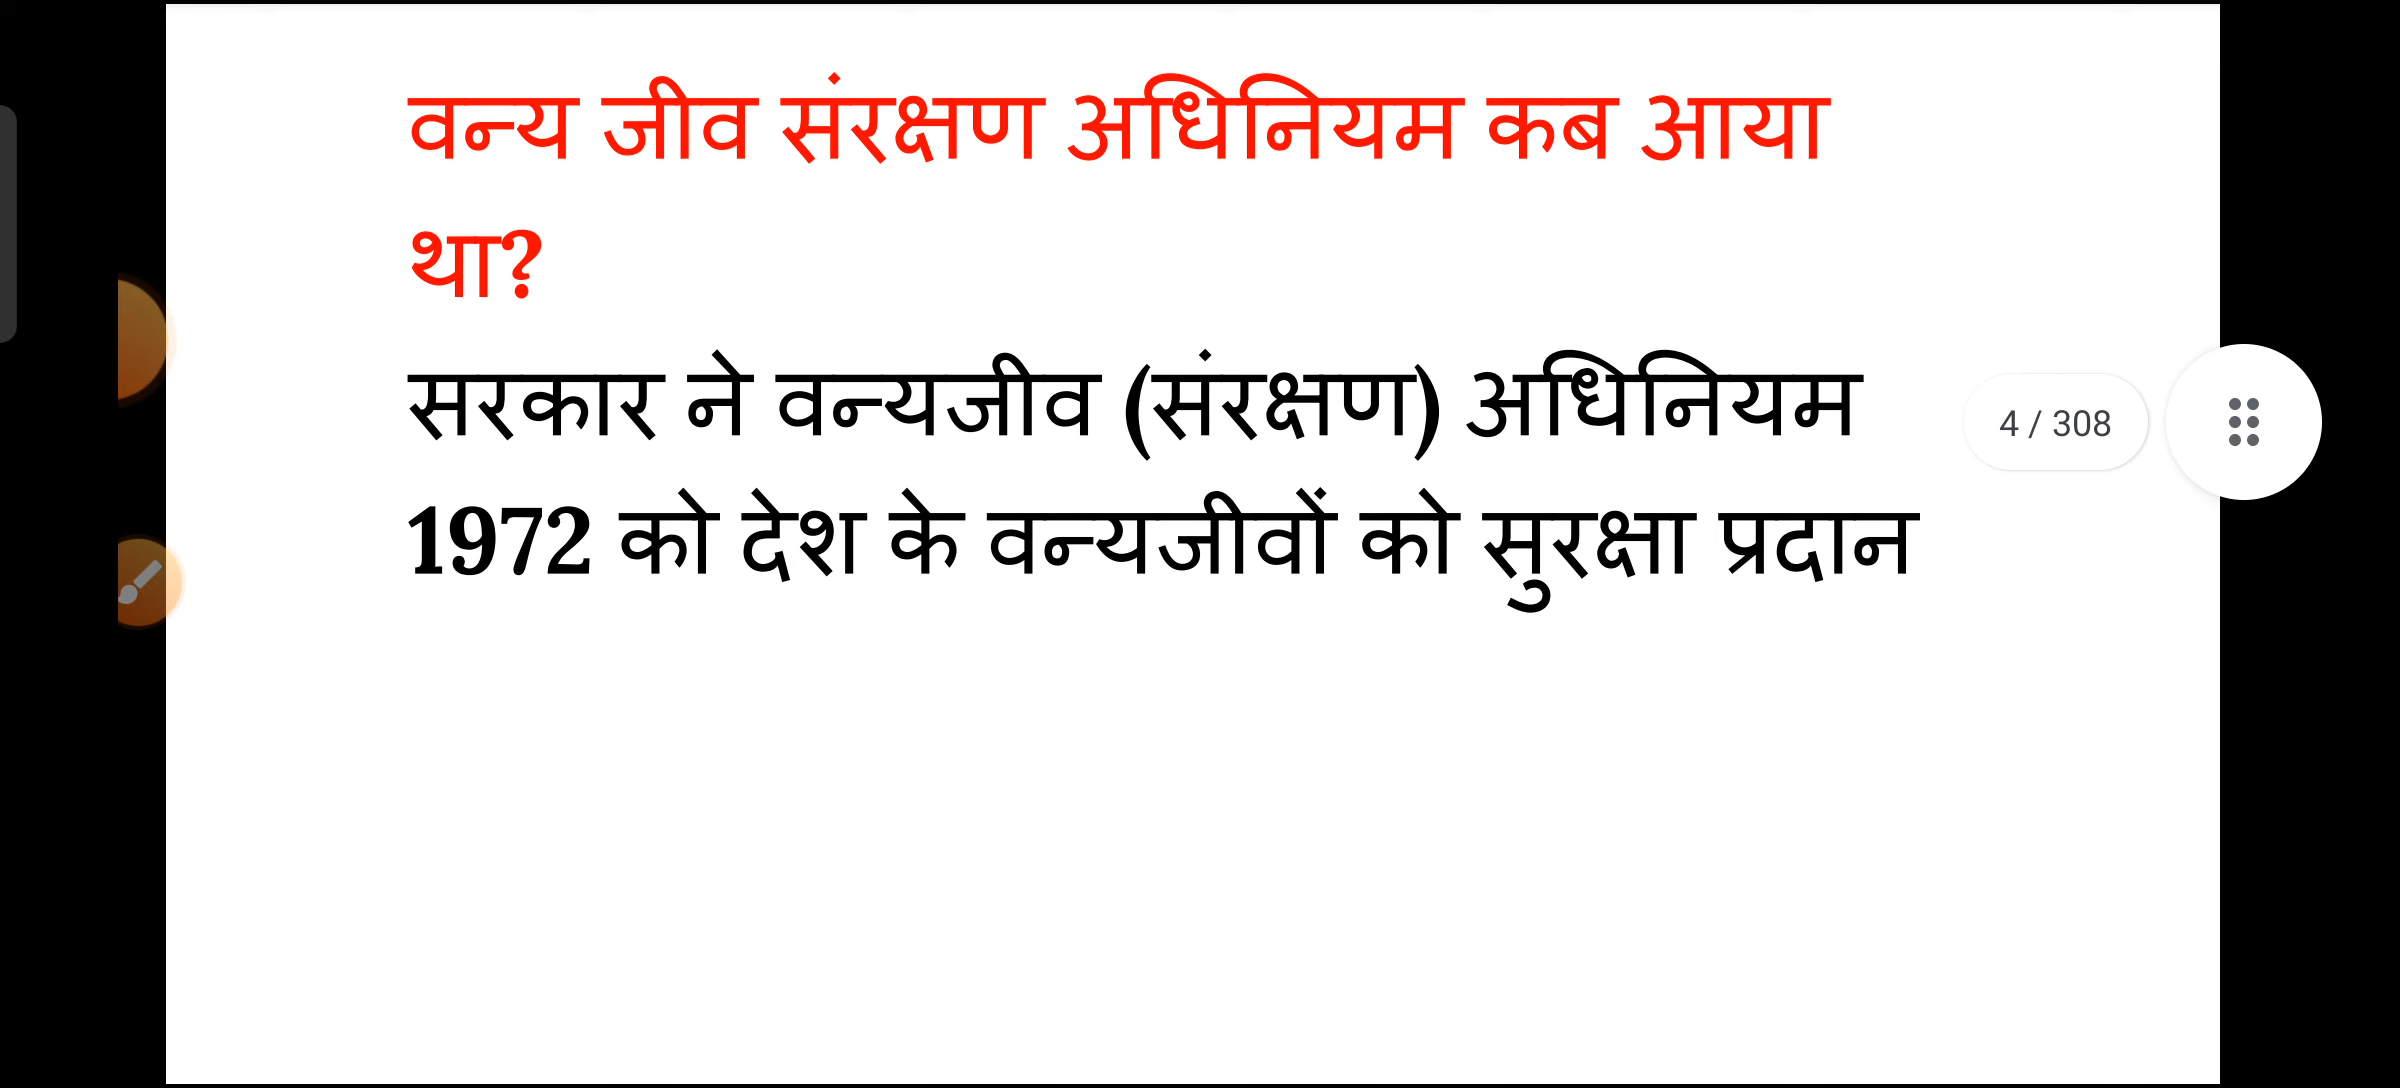 वन्य जीव संरक्षण अधिनियम कब आया
था?
सरकार ने वन्यजीव (संरक्षण) अधिनियम
1972 को देश के वन्यजीवों को सुरक्षा प्रदान
4 / 308